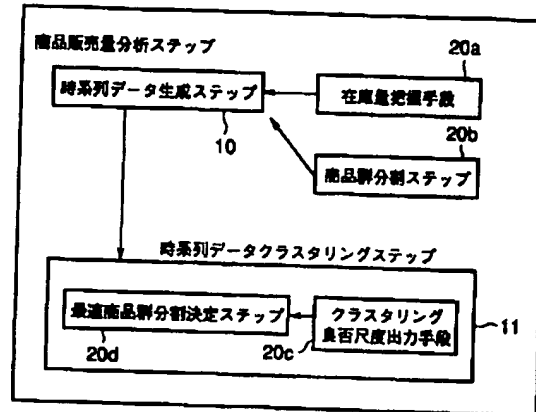 商品販売量分析ステップ
20a
時系列データ生成ステップ
在庫量把握手段
10
20b
商品群分割ステップ
時系列データクラスタリングステップ
最適商品群分割決定ステップ
クラスタリング
良否尺度出力手段
11
20d
20c